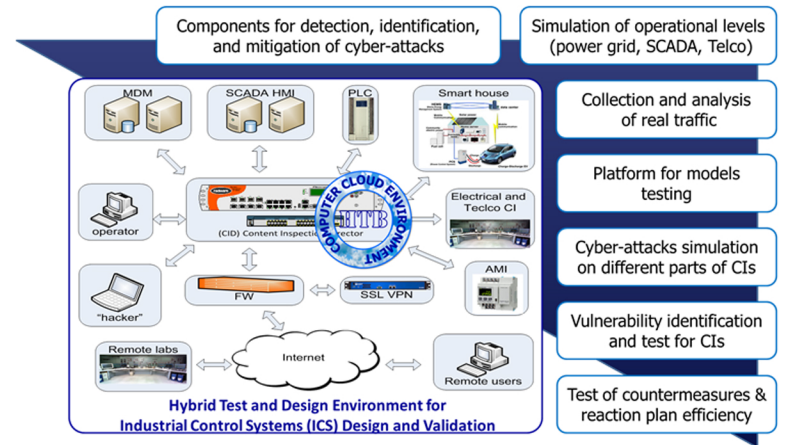 Components for detection, identification,
and mitigation of cyber-attacks
Simulation of operational levels
(power grid, SCADA, Telco)
MDM
SCADA HMI
PLC
Smart house
Collection and analysis
of real traffic
Platform for models
testing
operator
(CID) Content Inspection Director
COMPUTER CLOUD ENVIRONMENT
HTB
Electrical and
Teclco CI
Cyber-attacks simulation
on different parts of CIs
"hacker"
FW
SSL VPN
AMI
Vulnerability identification
and test for CIs
Remote labs
Internet
Remote users
Test of countermeasures &
reaction plan efficiency
Hybrid Test and Design Environment for
Industrial Control Systems (ICS) Design and Validation